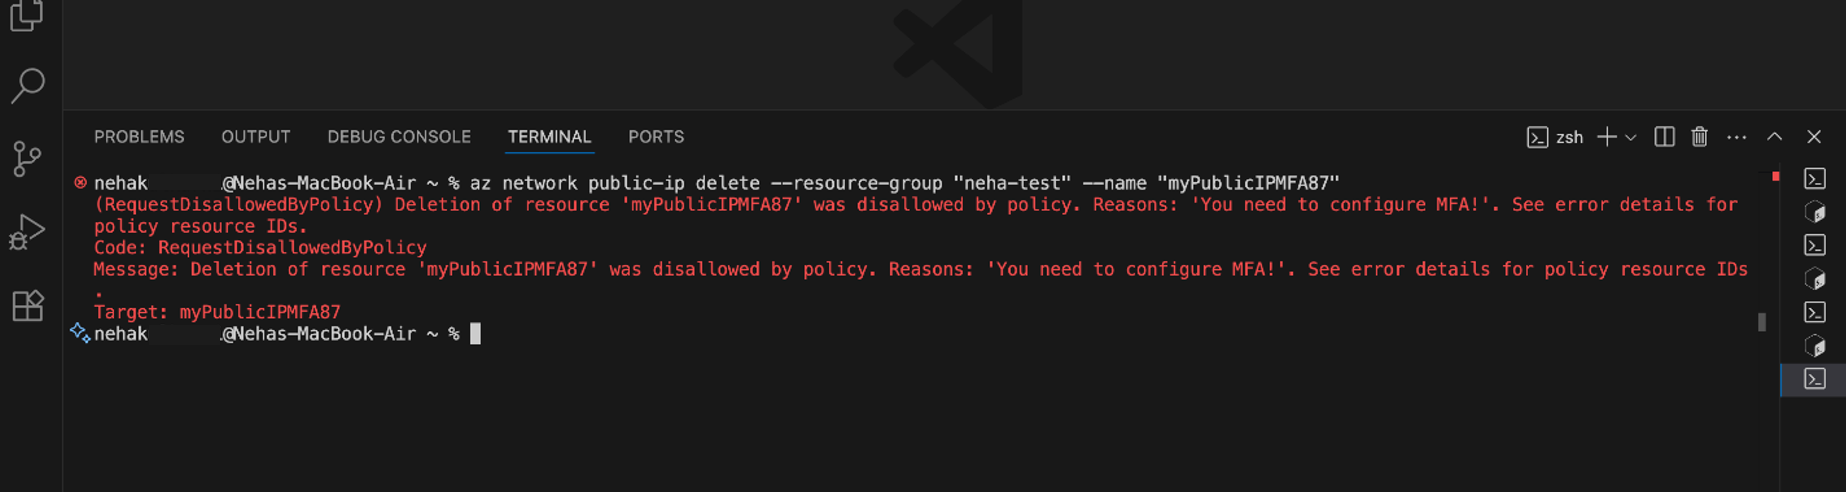 PROBLEMS OUTPUT DEBUG CONSOLE TERMINAL PORTS zsh
nehak @Nehas-MacBook-Air ~ % az network public-ip delete --resource-group "neha-test" --name "myPublicIPMFA87"
(RequestDisallowedByPolicy) Deletion of resource 'myPublicIPMFA87' was disallowed by policy. Reasons: 'You need to configure MFA!'. See error details for
policy resource IDs.
Code: RequestDisallowedByPolicy
Message: Deletion of resource 'myPublicIPMFA87' was disallowed by policy. Reasons: 'You need to configure MFA!'. See error details for policy resource IDs
.
Target: myPublicIPMFA87
nehak @Nehas-MacBook-Air ~ %